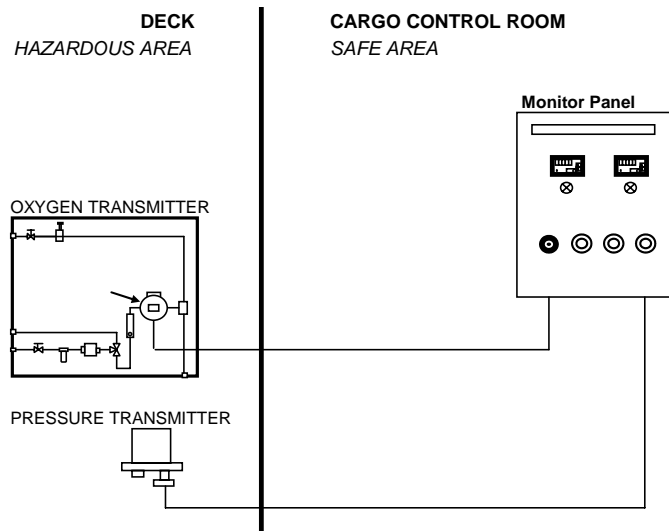 DECK
HAZARDOUS AREA
CARGO CONTROL ROOM
SAFE AREA
Monitor Panel
OXYGEN TRANSMITTER
PRESSURE TRANSMITTER